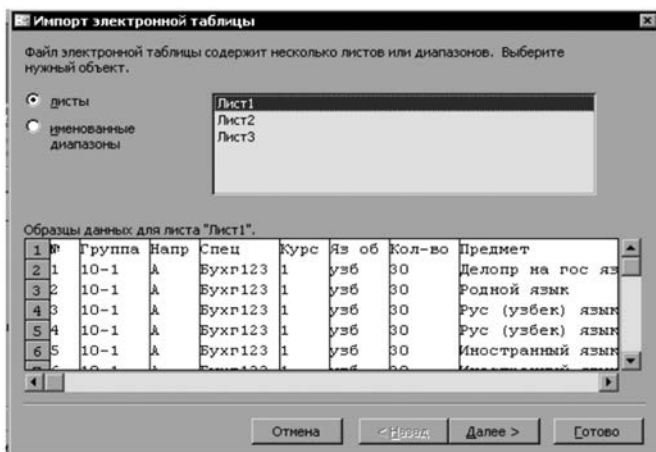 Импорт электронной таблицы
Файл электронной таблицы содержит несколько листов или диапазонов. Выберите
нужный объект.
листы
именованные
диапазоны
Лист1
Лист2
Лист3
Образцы данных для листа "Лист1".
1 № Группа Напр Спец Курс Яз об Кол-во Предмет
2 1 10-1 А Бухг123 1 узб 30 Делопр на гос яз
3 2 10-1 А Бухг123 1 узб 30 Родной язык
4 3 10-1 А Бухг123 1 узб 30 Рус (узбек) язык
5 4 10-1 А Бухг123 1 узб 30 Рус (узбек) язык
6 5 10-1 А Бухг123 1 узб 30 Иностранный язык
Отмена < Назад Далее > Готово